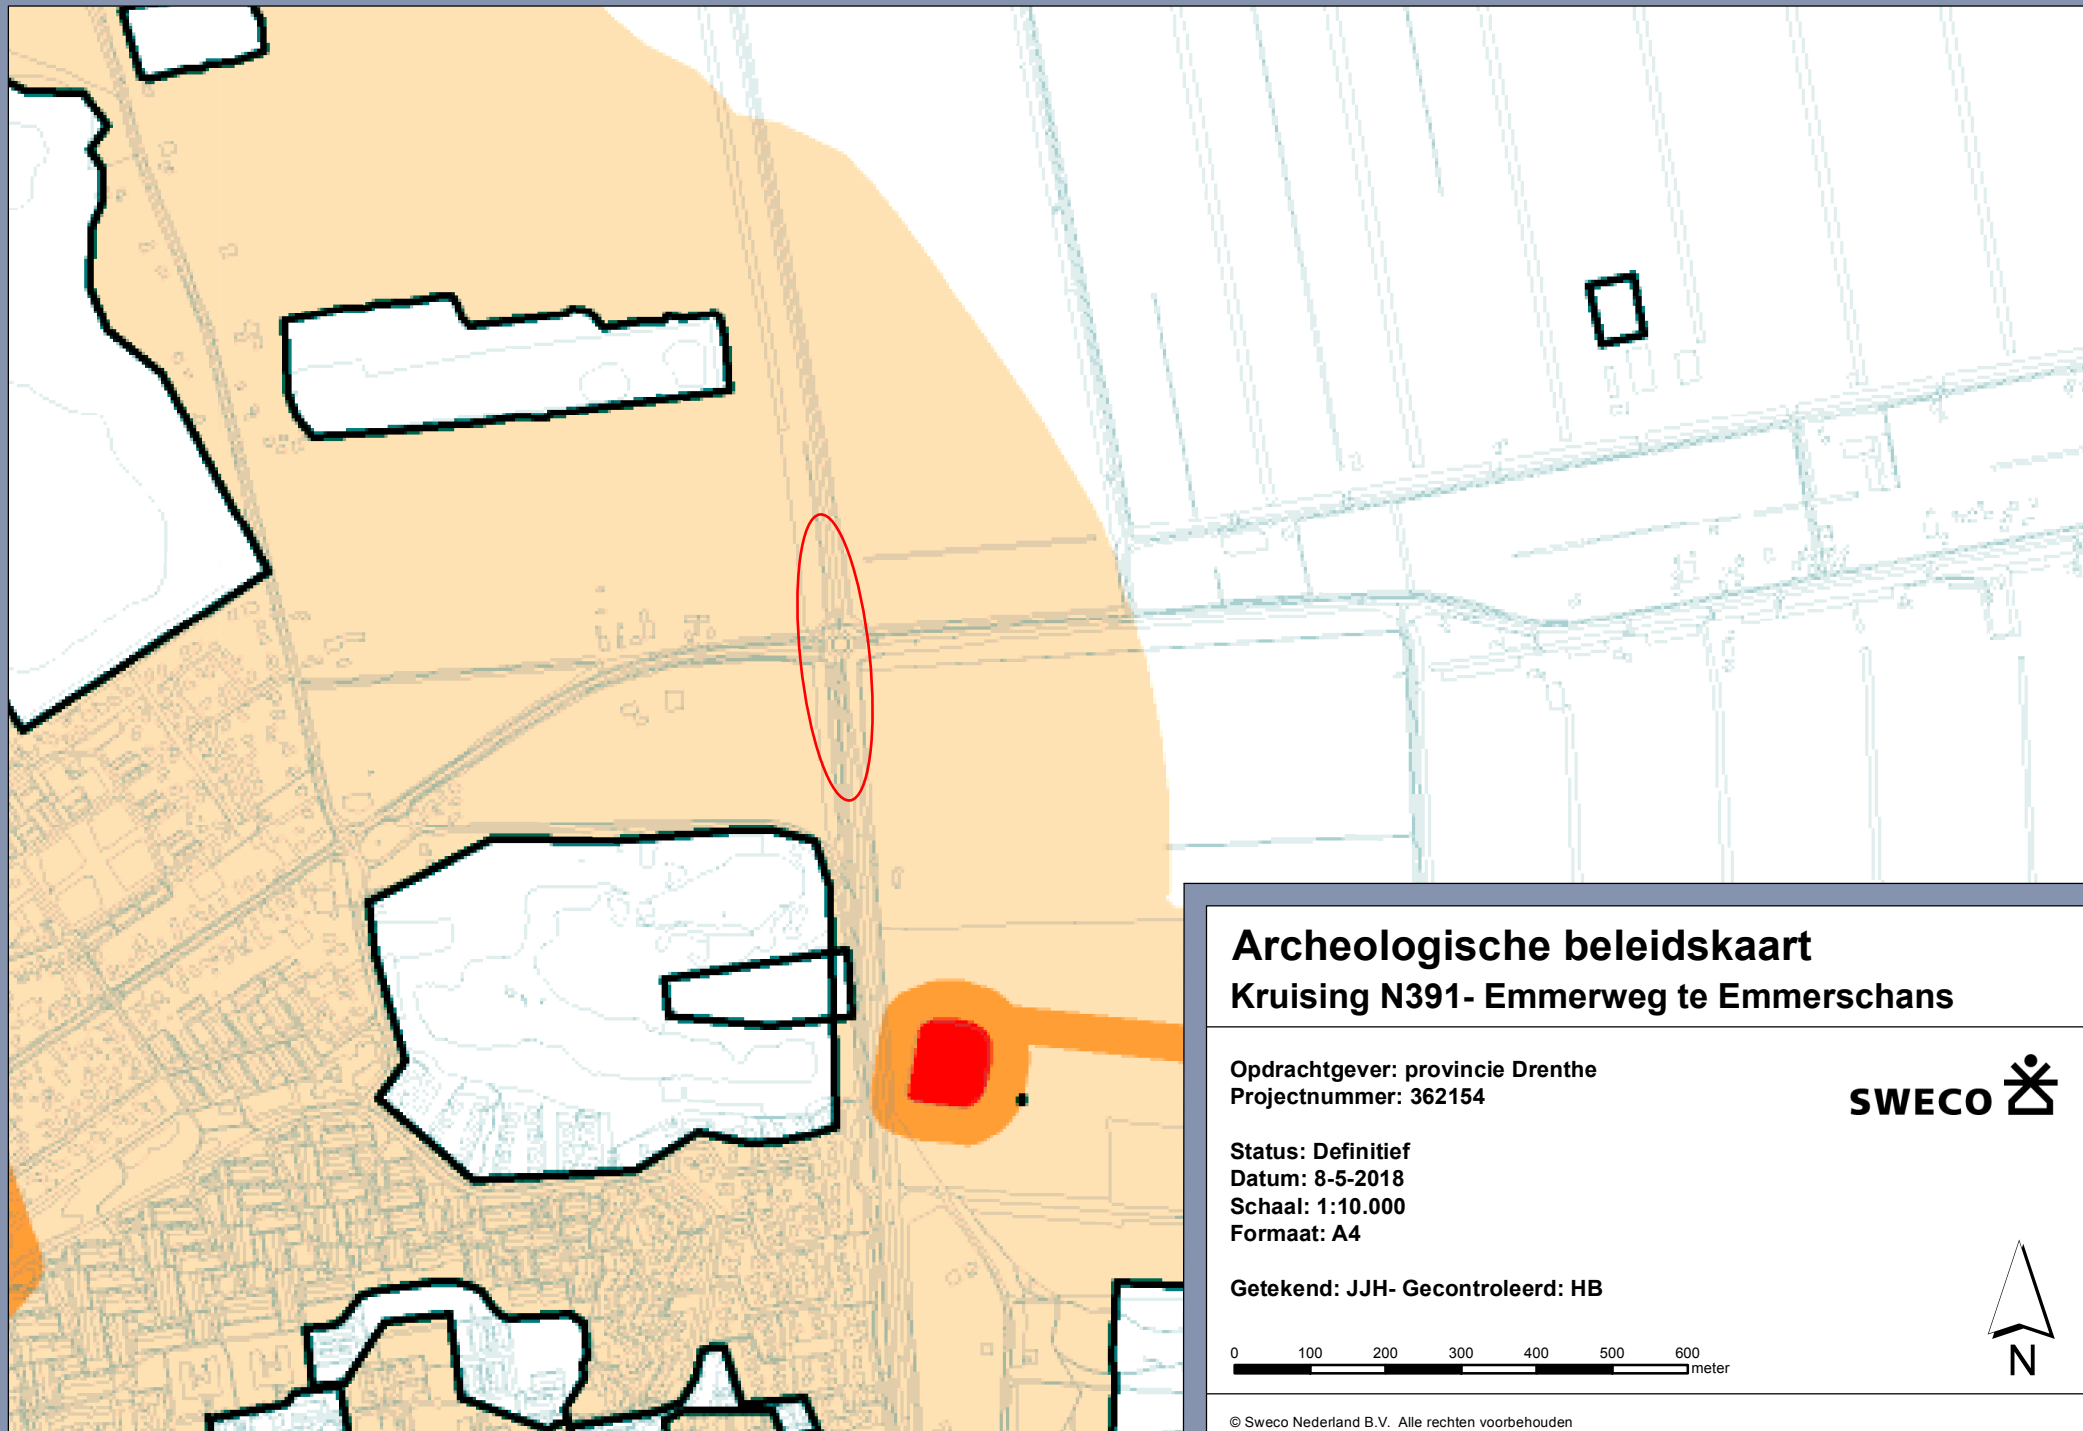 Archeologische beleidskaart
Kruising N391- Emmerweg te Emmerschans
Opdrachtgever: provincie Drenthe
Projectnummer: 362154
SWECO
Status: Definitief
Datum: 8-5-2018
Schaal: 1:10.000
Formaat: A4
Getekend: JJH- Gecontroleerd: HB
0 100 200 300 400 500 600
meter
N
© Sweco Nederland B.V. Alle rechten voorbehouden